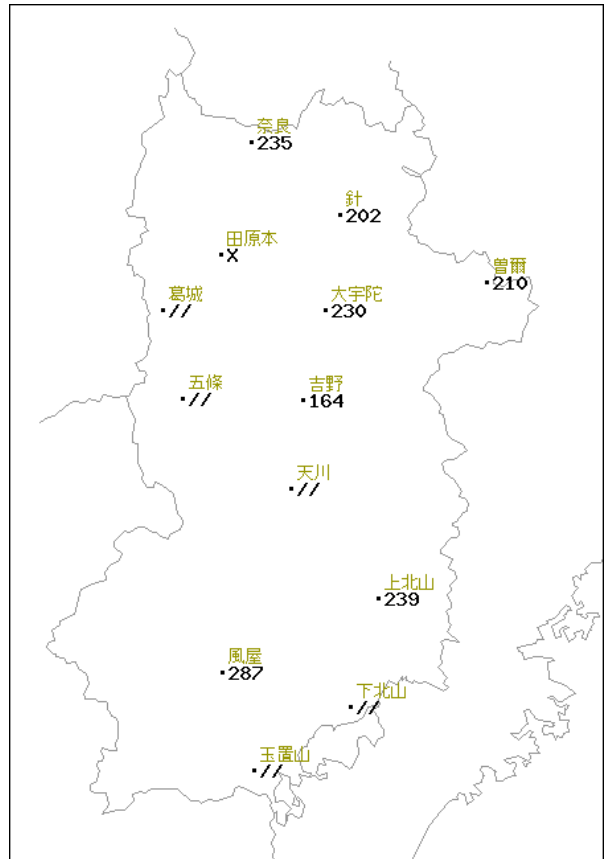 奈良
235
針
202
田原本
X
曽爾
210
葛城
//
大宇陀
230
五條
//
吉野
164
天川
//
上北山
239
風屋
287
下北山
//
玉置山
//